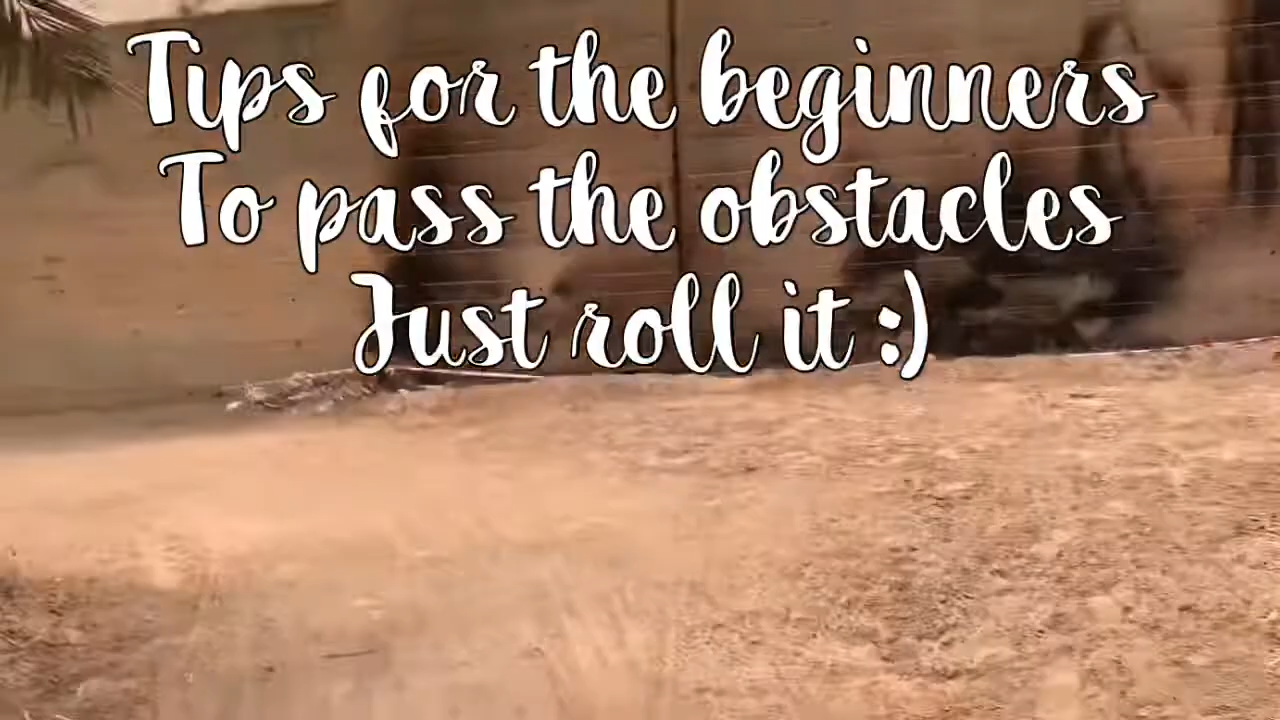 Tips for the beginners
To pass the obstacles
Just roll it :)